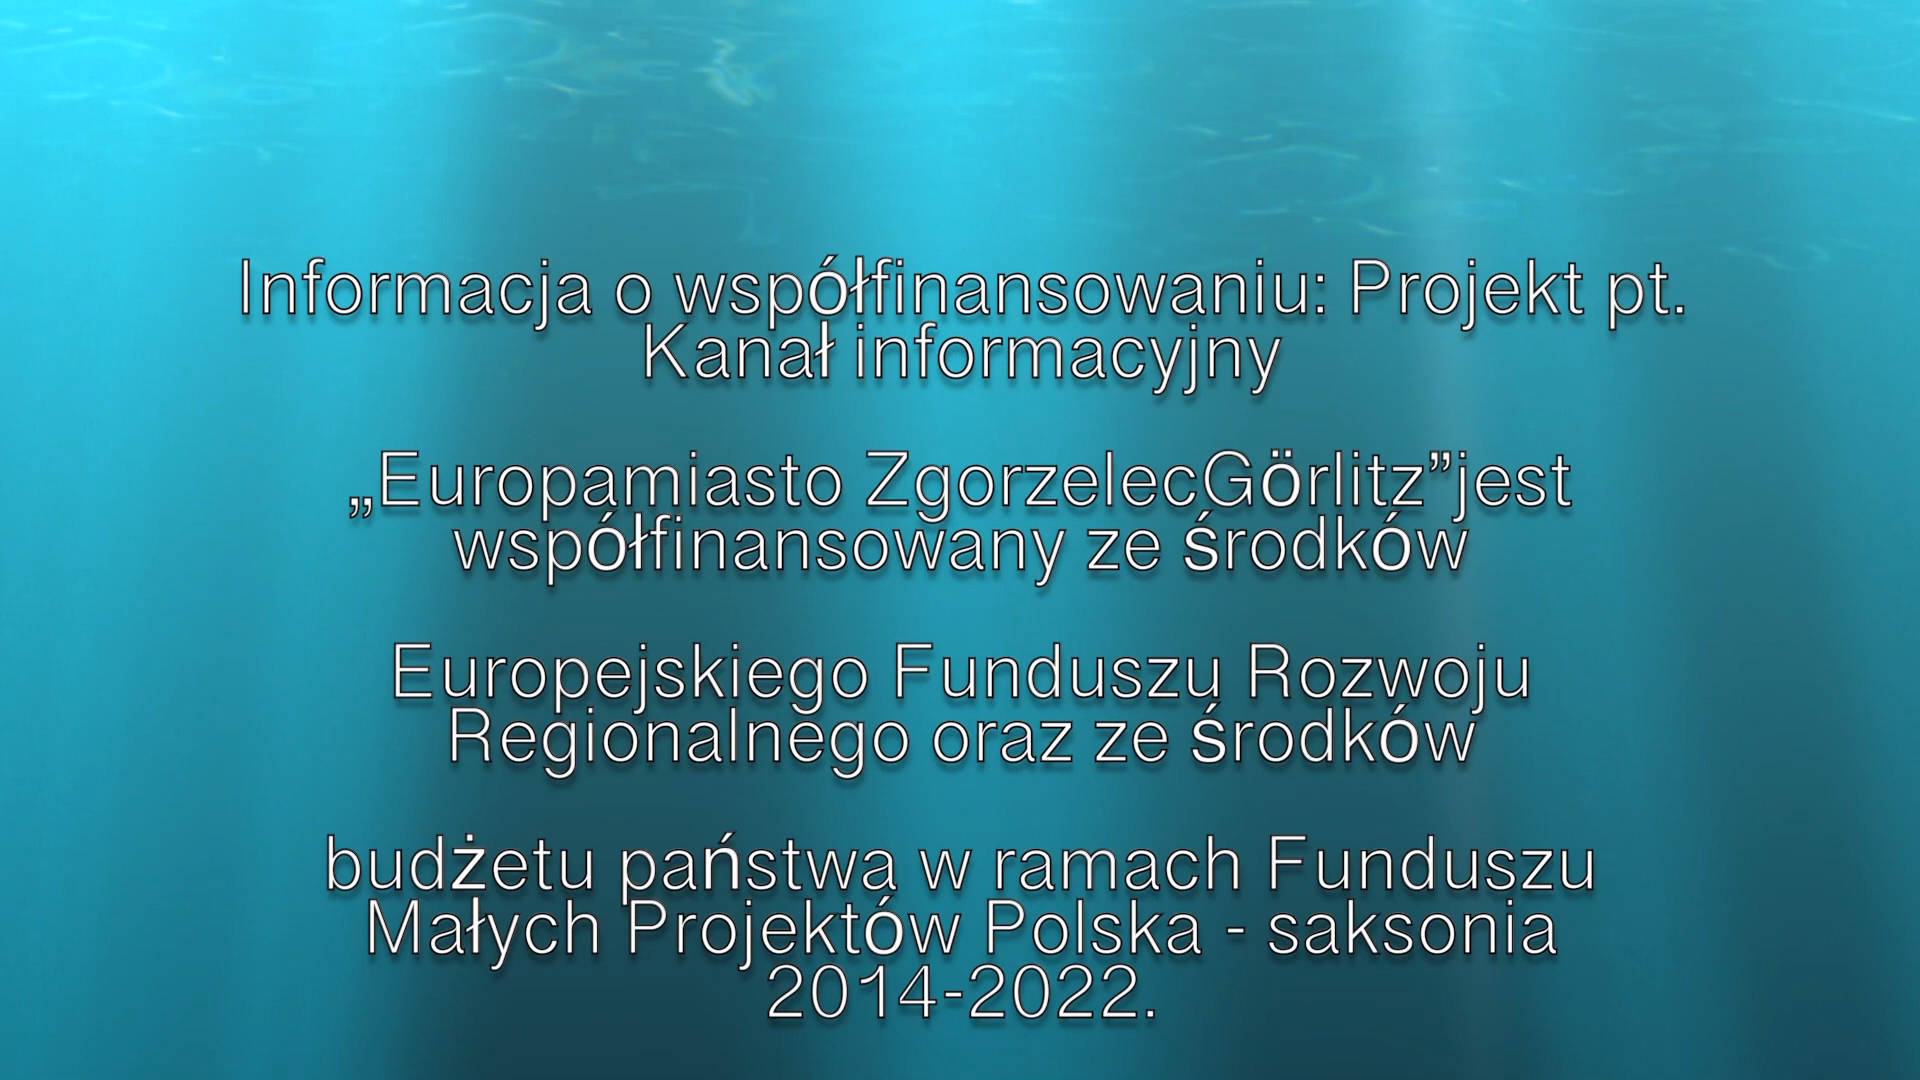 Informacja o współfinansowaniu: Projekt pt.
Kanał informacyjny
„Europamiasto ZgorzelecGörlitz”jest
współfinansowany ze środków
Europejskiego Funduszu Rozwoju
Regionalnego oraz ze środków
budżetu państwa w ramach Funduszu
Małych Projektów Polska - saksonia
2014-2022.